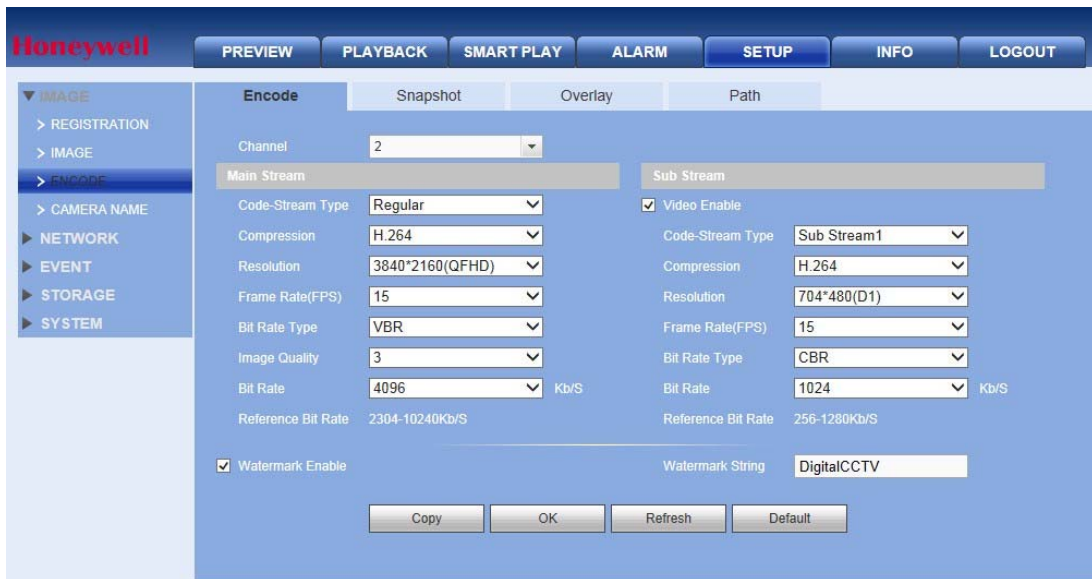 Honeywell
PREVIEW PLAYBACK SMART PLAY ALARM SETUP INFO LOGOUT
IMAGE
> REGISTRATION
> IMAGE
> ENCODE
> CAMERA NAME
NETWORK
EVENT
STORAGE
SYSTEM
Encode Snapshot Overlay Path
Channel 2
Main Stream
Code-Stream Type Regular
Compression H.264
Resolution 3840*2160(QFHD)
Frame Rate(FPS) 15
Bit Rate Type VBR
Image Quality 3
Bit Rate 4096 Kb/S
Reference Bit Rate 2304-10240Kb/S
Sub Stream
Video Enable
Code-Stream Type Sub Stream1
Compression H.264
Resolution 704*480(D1)
Frame Rate(FPS) 15
Bit Rate Type CBR
Bit Rate 1024 Kb/S
Reference Bit Rate 256-1280Kb/S
Watermark Enable
Watermark String DigitalCCTV
Copy OK Refresh Default